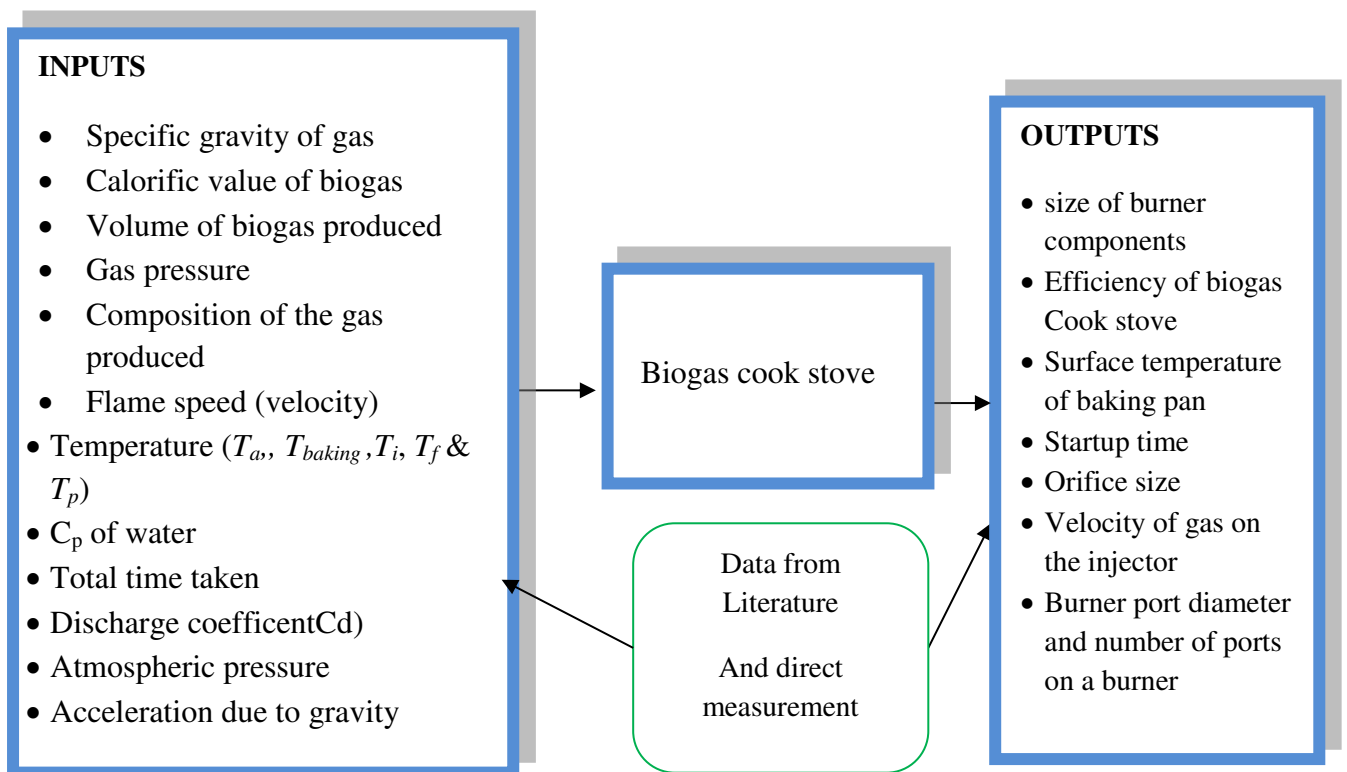 INPUTS
• Specific gravity of gas
• Calorific value of biogas
• Volume of biogas produced
• Gas pressure
• Composition of the gas
produced
• Flame speed (velocity)
• Temperature (Ta,, Tbaking ,Ti, Tf &
Tp)
• Cp of water
• Total time taken
• Discharge coefficentCd)
• Atmospheric pressure
• Acceleration due to gravity
Biogas cook stove
Data from
Literature
And direct
measurement
OUTPUTS
• size of burner
components
• Efficiency of biogas
Cook stove
• Surface temperature
of baking pan
• Startup time
• Orifice size
• Velocity of gas on
the injector
• Burner port diameter
and number of ports
on a burner